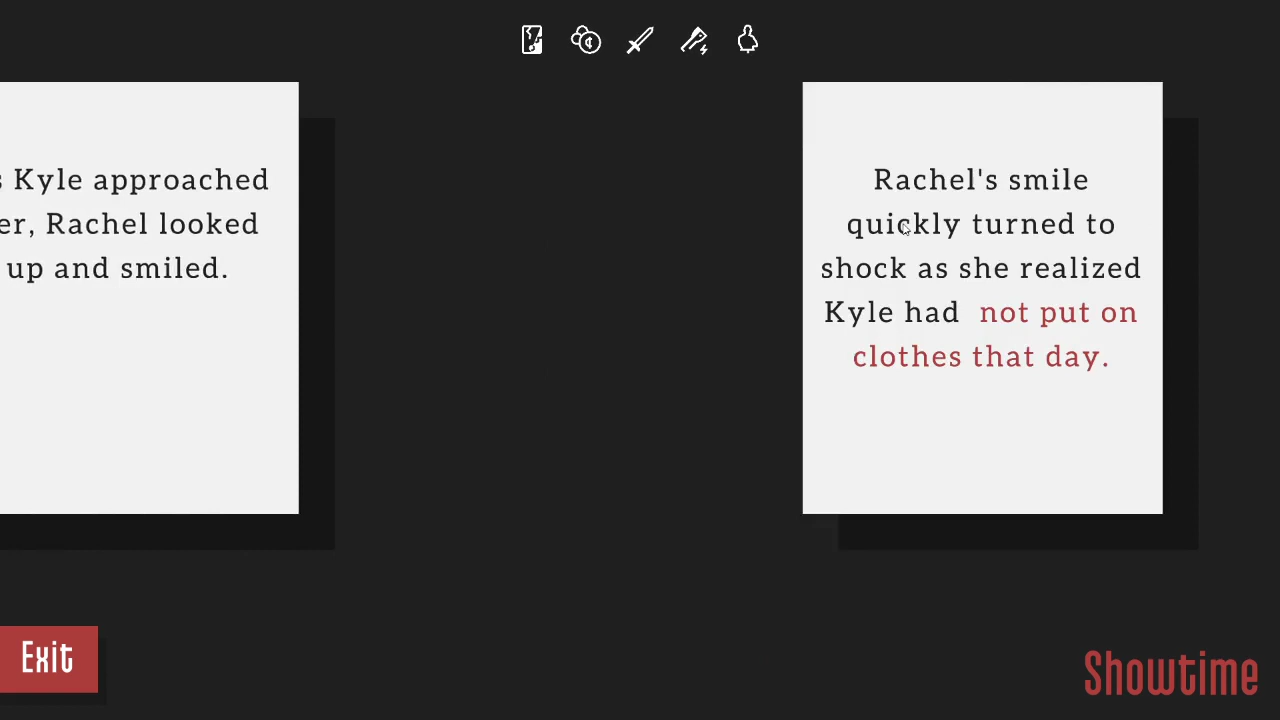 Kyle approached
Rachel looked
up and smiled.
Rachel's smile
quickly turned to
shock as she realized
Kyle had not put on
clothes that day.
Exit
Showtime